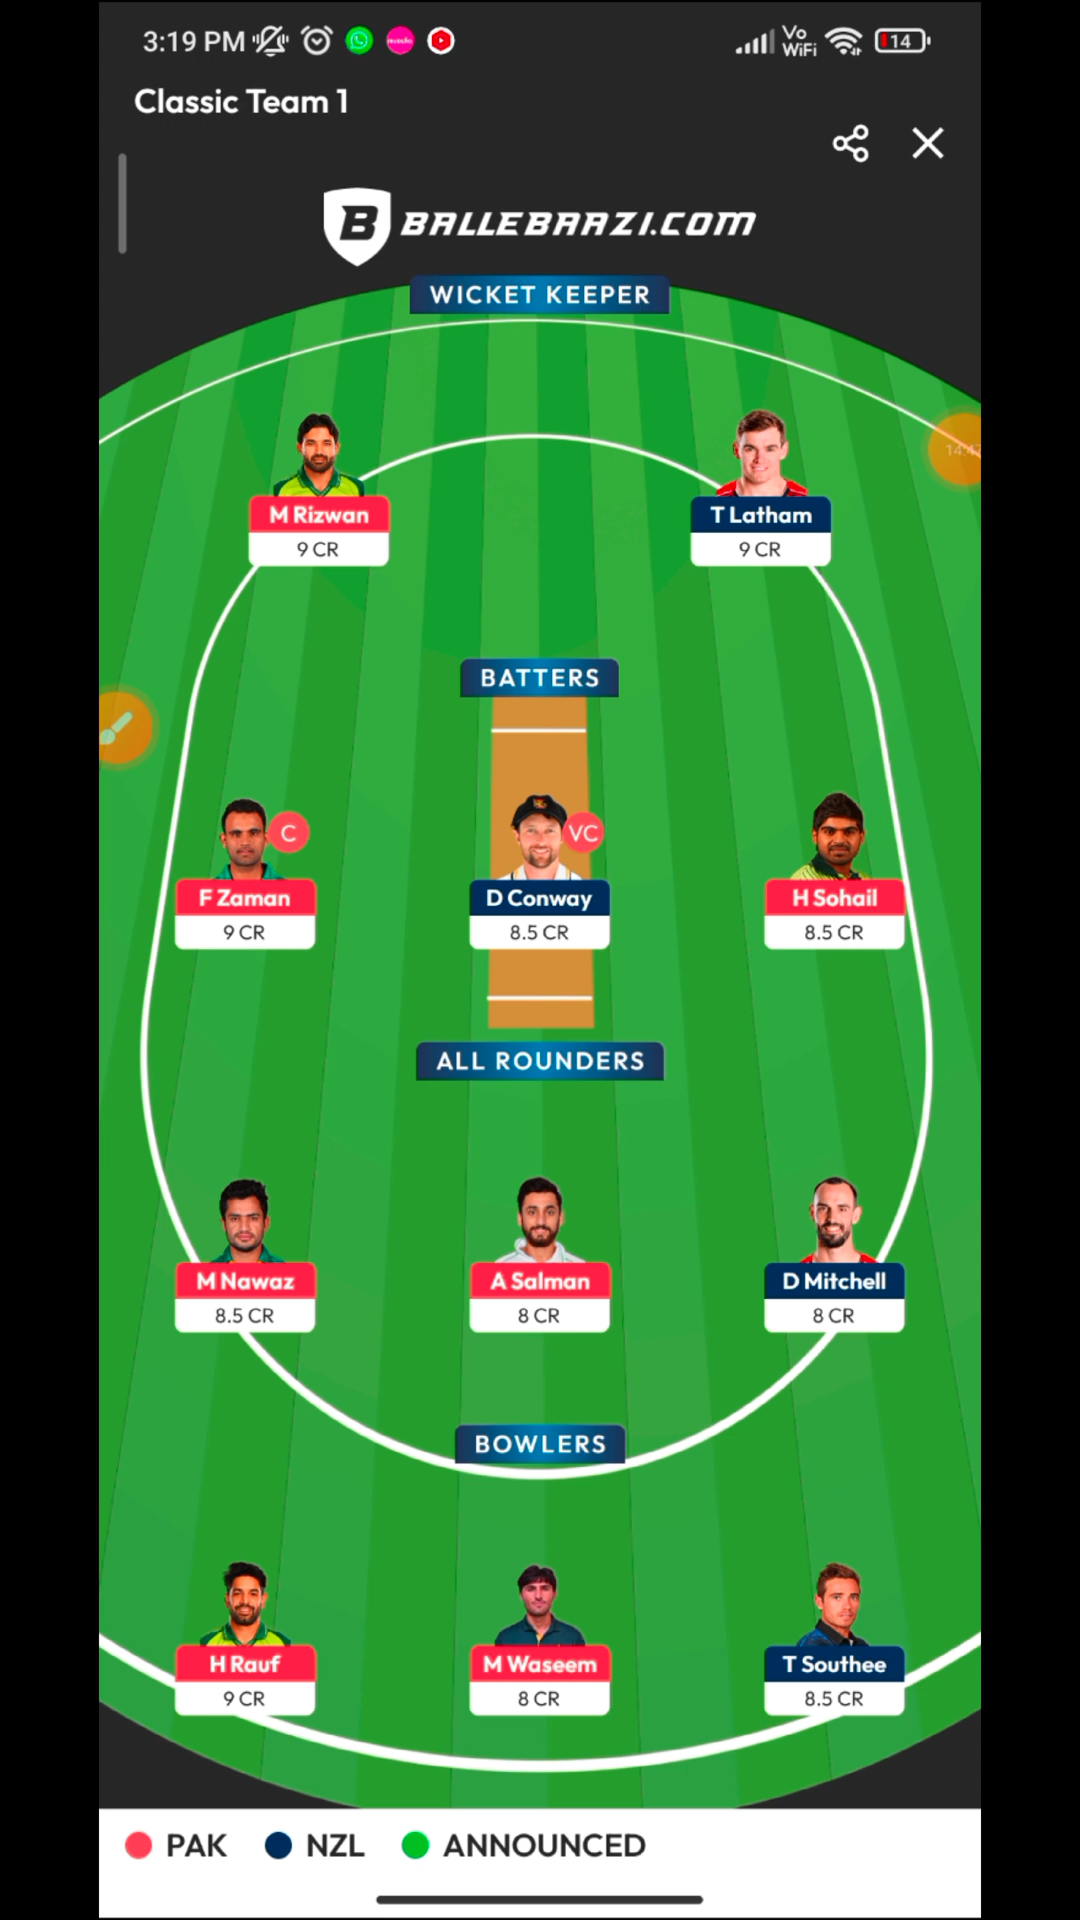 3:19 PM
Vo
WiFi
14
Classic Team 1
B BALLEBAAZI.COM
WICKET KEEPER
M Rizwan
9 CR
T Latham
9 CR
BATTERS
C
F Zaman
9 CR
VC
D Conway
8.5 CR
H Sohail
8.5 CR
ALL ROUNDERS
M Nawaz
8.5 CR
A Salman
8 CR
D Mitchell
8 CR
BOWLERS
H Rauf
9 CR
M Waseem
8 CR
T Southee
8.5 CR
PAK NZL ANNOUNCED